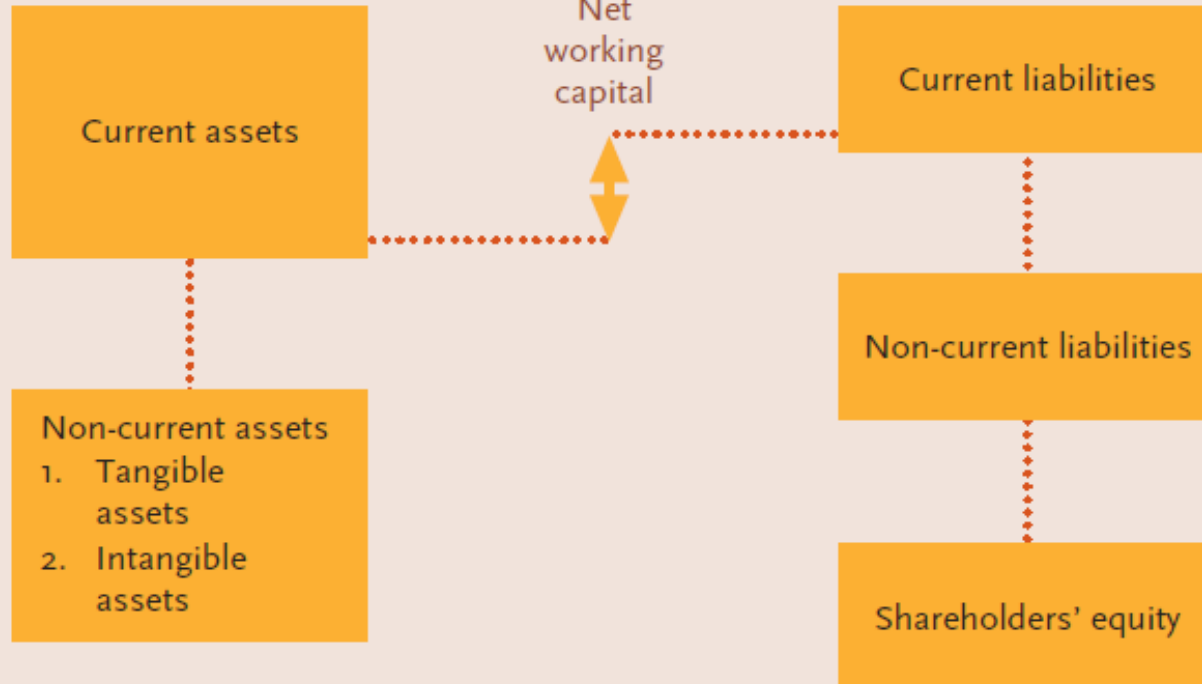 Net
working
capital
Current assets
Current liabilities
Non-current assets
1. Tangible
assets
2. Intangible
assets
Non-current liabilities
Shareholders’ equity